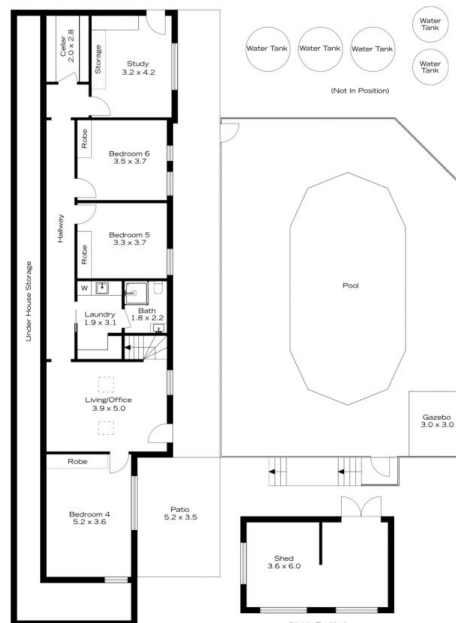 Cellar
2.0 x 2.8
Storage
Study
3.2 x 4.2
Water Tank
Water Tank
Water Tank
Water
Tank
Water
Tank
(Not In Position)
Robe
Bedroom 6
3.5 x 3.7
Hallway
Robe
Bedroom 5
3.3 x 3.7
Under House Storage
W
Laundry
1.9 x 3.1
Bath
1.8 x 2.2
Pool
Living/Office
3.9 x 5.0
Gazebo
3.0 x 3.0
Robe
Bedroom 4
5.2 x 3.6
Patio
5.2 x 3.5
Shed
3.6 x 6.0